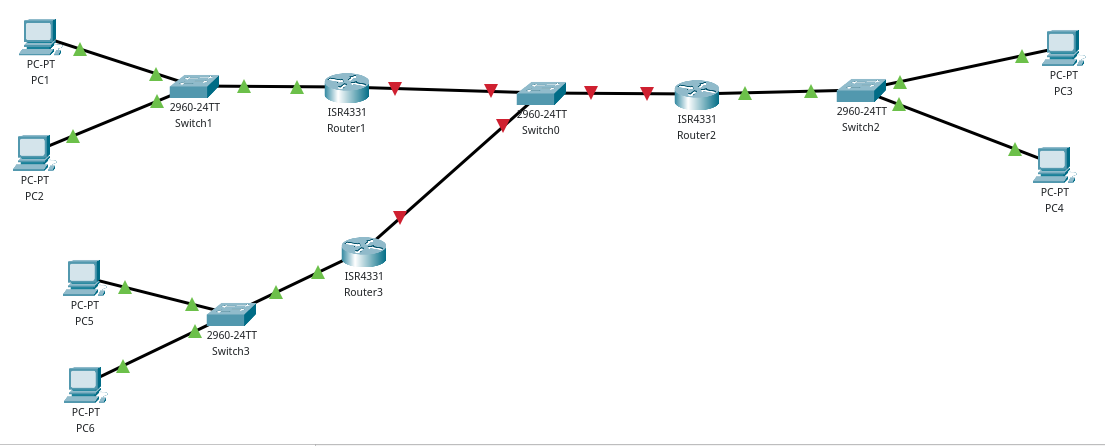 PC-PT
PC1
2960-24TT
Switch1
ISR4331
Router1
2960-24TT
Switch0
ISR4331
Router2
2960-24TT
Switch2
PC-PT
PC3
PC-PT
PC2
PC-PT
PC4
ISR4331
Router3
PC-PT
PC5
2960-24TT
Switch3
PC-PT
PC6